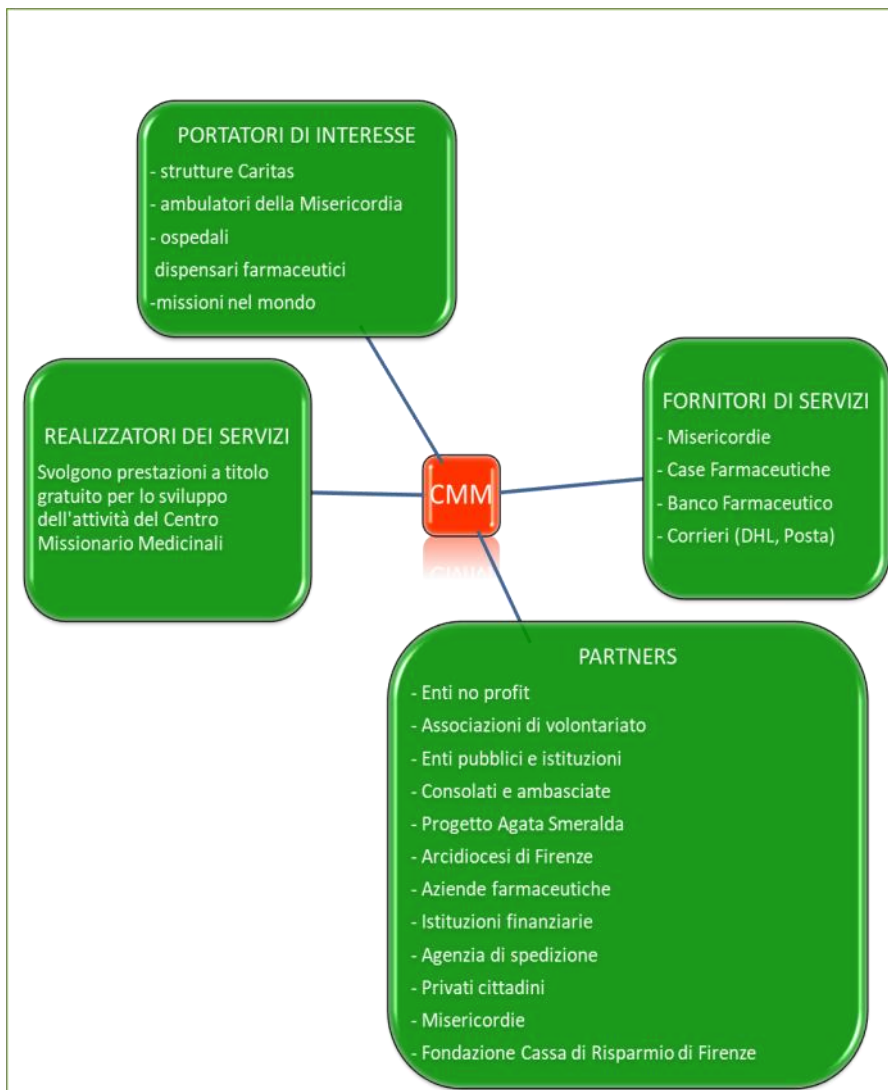 PORTATORI DI INTERESSE
- strutture Caritas
- ambulatori della Misericordia
- ospedali
dispensari farmaceutici
-missioni nel mondo
REALIZZATORI DEI SERVIZI
Svolgono prestazioni a titolo
gratuito per lo sviluppo
dell'attività del Centro
Missionario Medicinali
CMM
FORNITORI DI SERVIZI
- Misericordie
- Case Farmaceutiche
- Banco Farmaceutico
- Corrieri (DHL, Posta)
PARTNERS
- Enti no profit
- Associazioni di volontariato
- Enti pubblici e istituzioni
- Consolati e ambasciate
- Progetto Agata Smeralda
- Arcidiocesi di Firenze
- Aziende farmaceutiche
- Istituzioni finanziarie
- Agenzia di spedizione
- Privati cittadini
- Misericordie
- Fondazione Cassa di Risparmio di Firenze